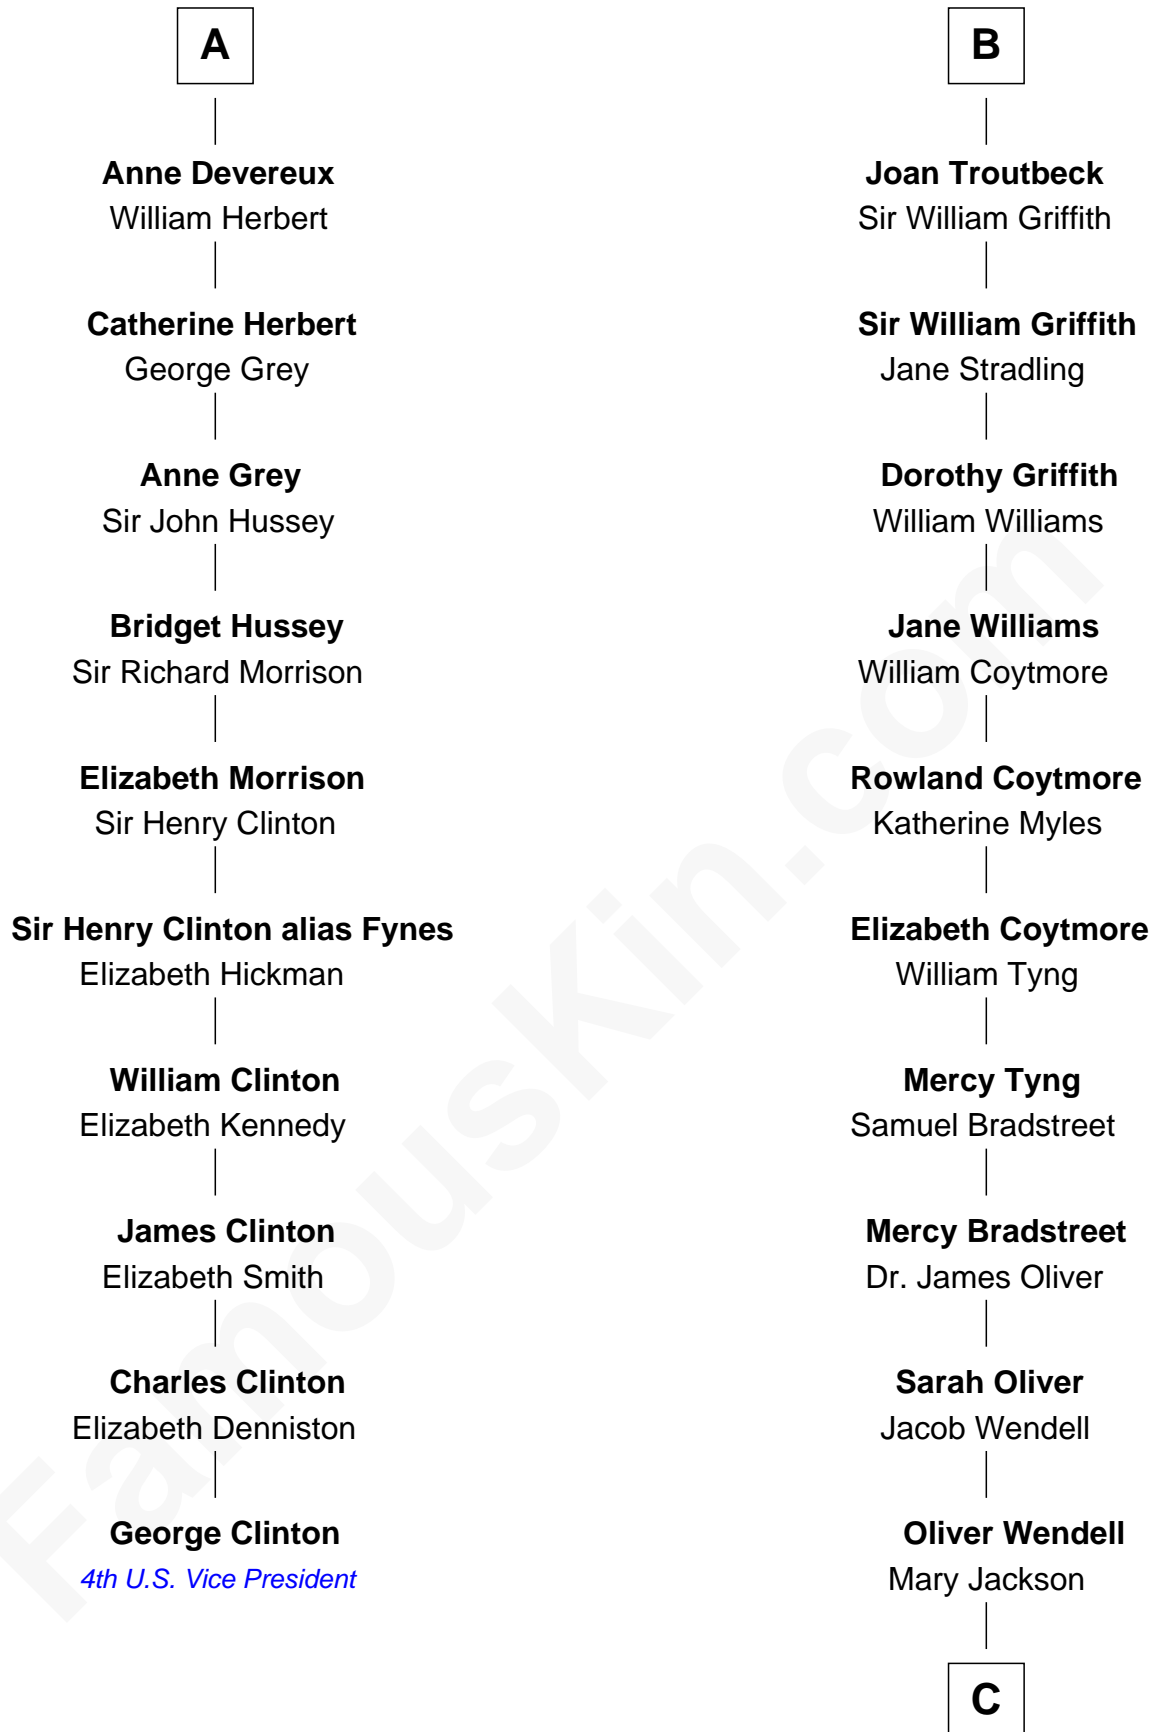 A
Anne Devereux
William Herbert
Catherine Herbert
George Grey
Anne Grey
Sir John Hussey
Bridget Hussey
Sir Richard Morrison
Elizabeth Morrison
Sir Henry Clinton
Sir Henry Clinton alias Fynes
Elizabeth Hickman
William Clinton
Elizabeth Kennedy
James Clinton
Elizabeth Smith
Charles Clinton
Elizabeth Denniston
George Clinton
4th U.S. Vice President
B
Joan Troutbeck
Sir William Griffith
Sir William Griffith
Jane Stradling
Dorothy Griffith
William Williams
Jane Williams
William Coytmore
Rowland Coytmore
Katherine Myles
Elizabeth Coytmore
William Tyng
Mercy Tyng
Samuel Bradstreet
Mercy Bradstreet
Dr. James Oliver
Sarah Oliver
Jacob Wendell
Oliver Wendell
Mary Jackson
C
FamousKin.com